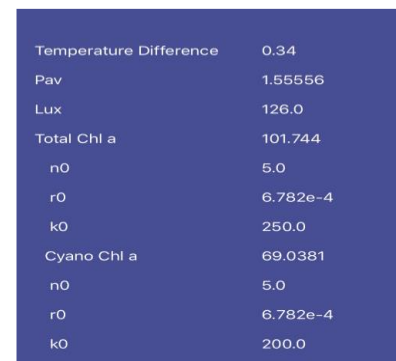 Temperature Difference 0.34
Pav 1.55556
Lux 126.0
Total Chl a 101.744
n0 5.0
r0 6.782e-4
k0 250.0
Cyano Chl a 69.0381
n0 5.0
r0 6.782e-4
k0 200.0